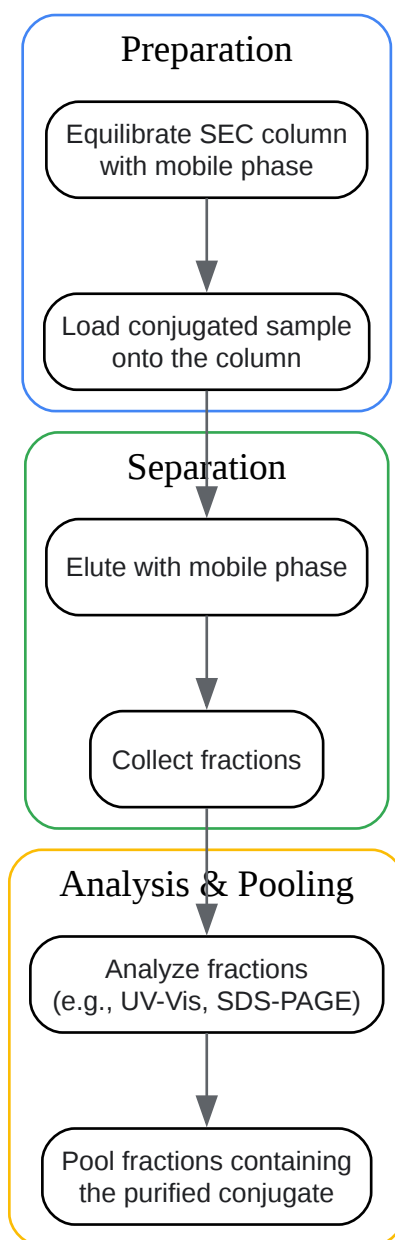 Preparation
Equilibrate SEC column
with mobile phase
Load conjugated sample
onto the column
Separation
Elute with mobile phase
Collect fractions
Analysis & Pooling
Analyze fractions
(e.g., UV-Vis, SDS-PAGE)
Pool fractions containing
the purified conjugate